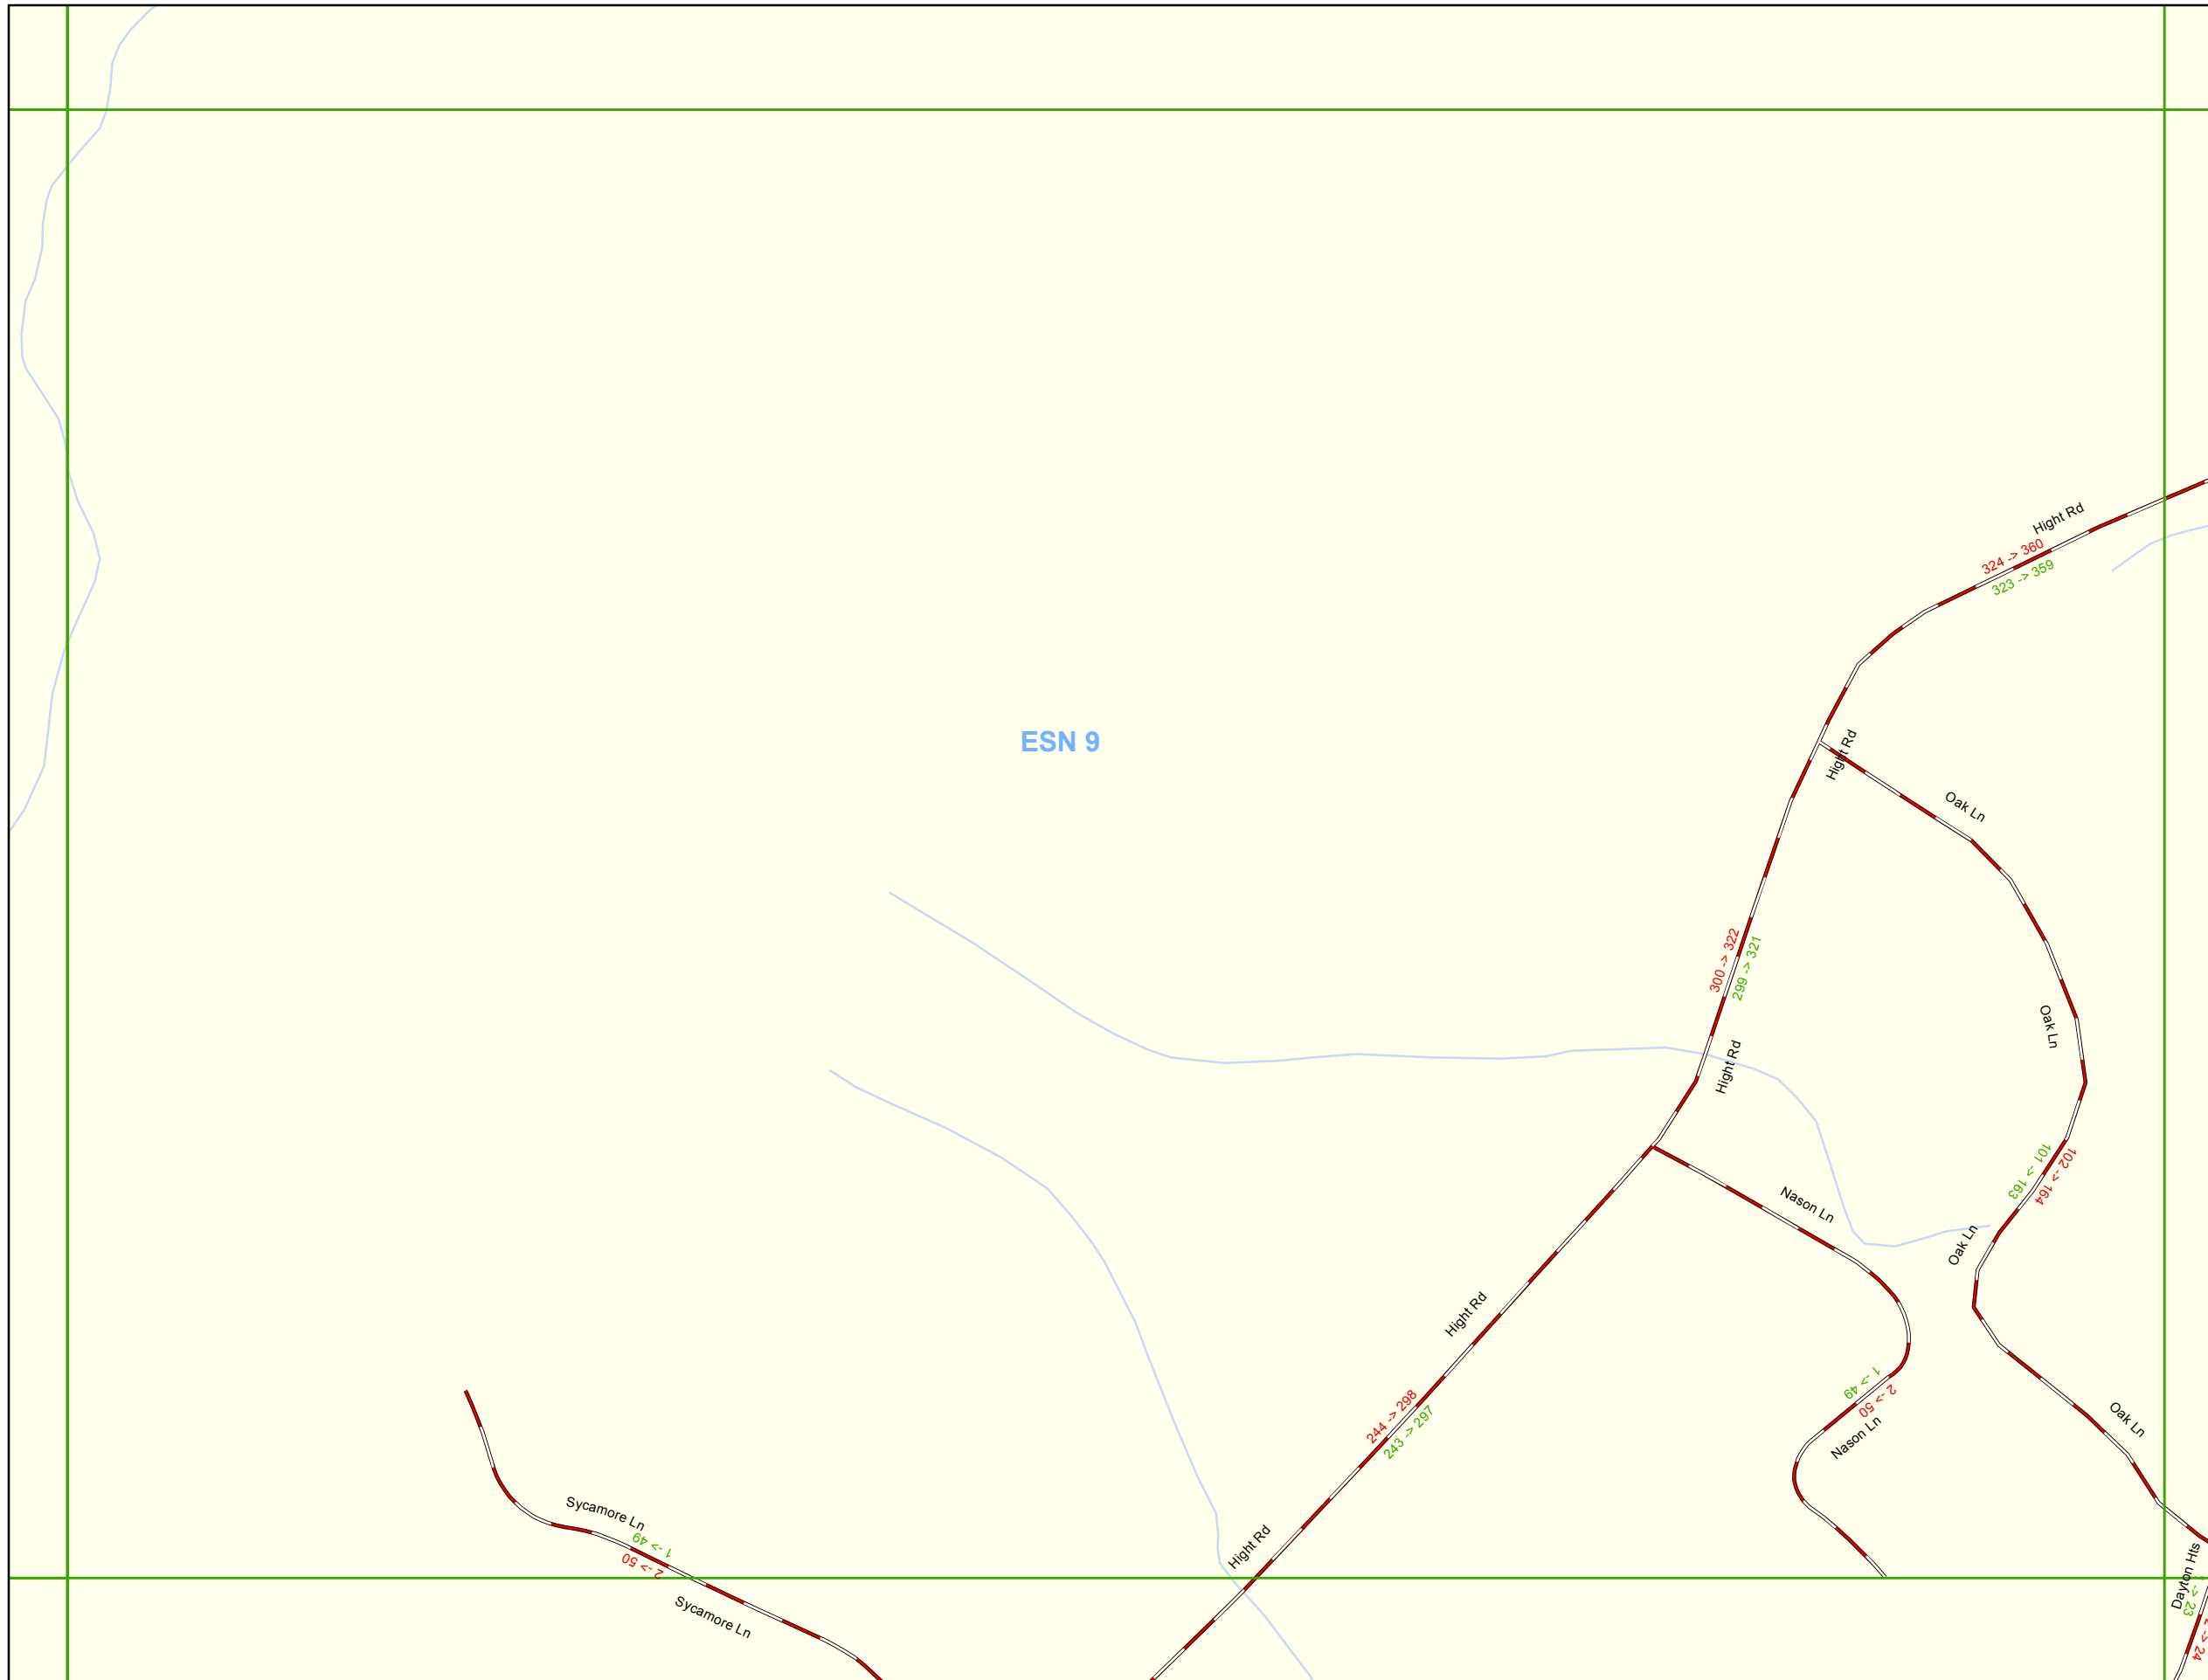 Hight Rd
324 -> 360
323 -> 359
Hight Rd
ESN 9
Oak Ln
300 -> 322
299 -> 321
Oak Ln
Hight Rd
101 -> 163
102 -> 164
Nason Ln
Oak Ln
Hight Rd
1 -> 49
2 -> 50
244 -> 298
243 -> 297
Nason Ln
Oak Ln
Sycamore Ln
1 -> 49
2 -> 50
Hight Rd
Dayton Hts
-> 23
-> 24
Sycamore Ln